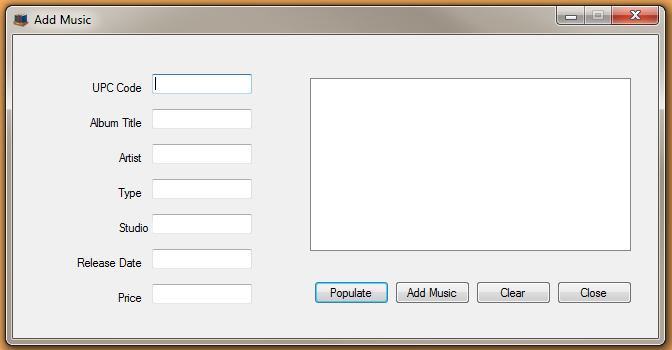 Add Music
UPC Code
Album Title
Artist
Type
Studio
Release Date
Price
Populate
Add Music
Clear
Close